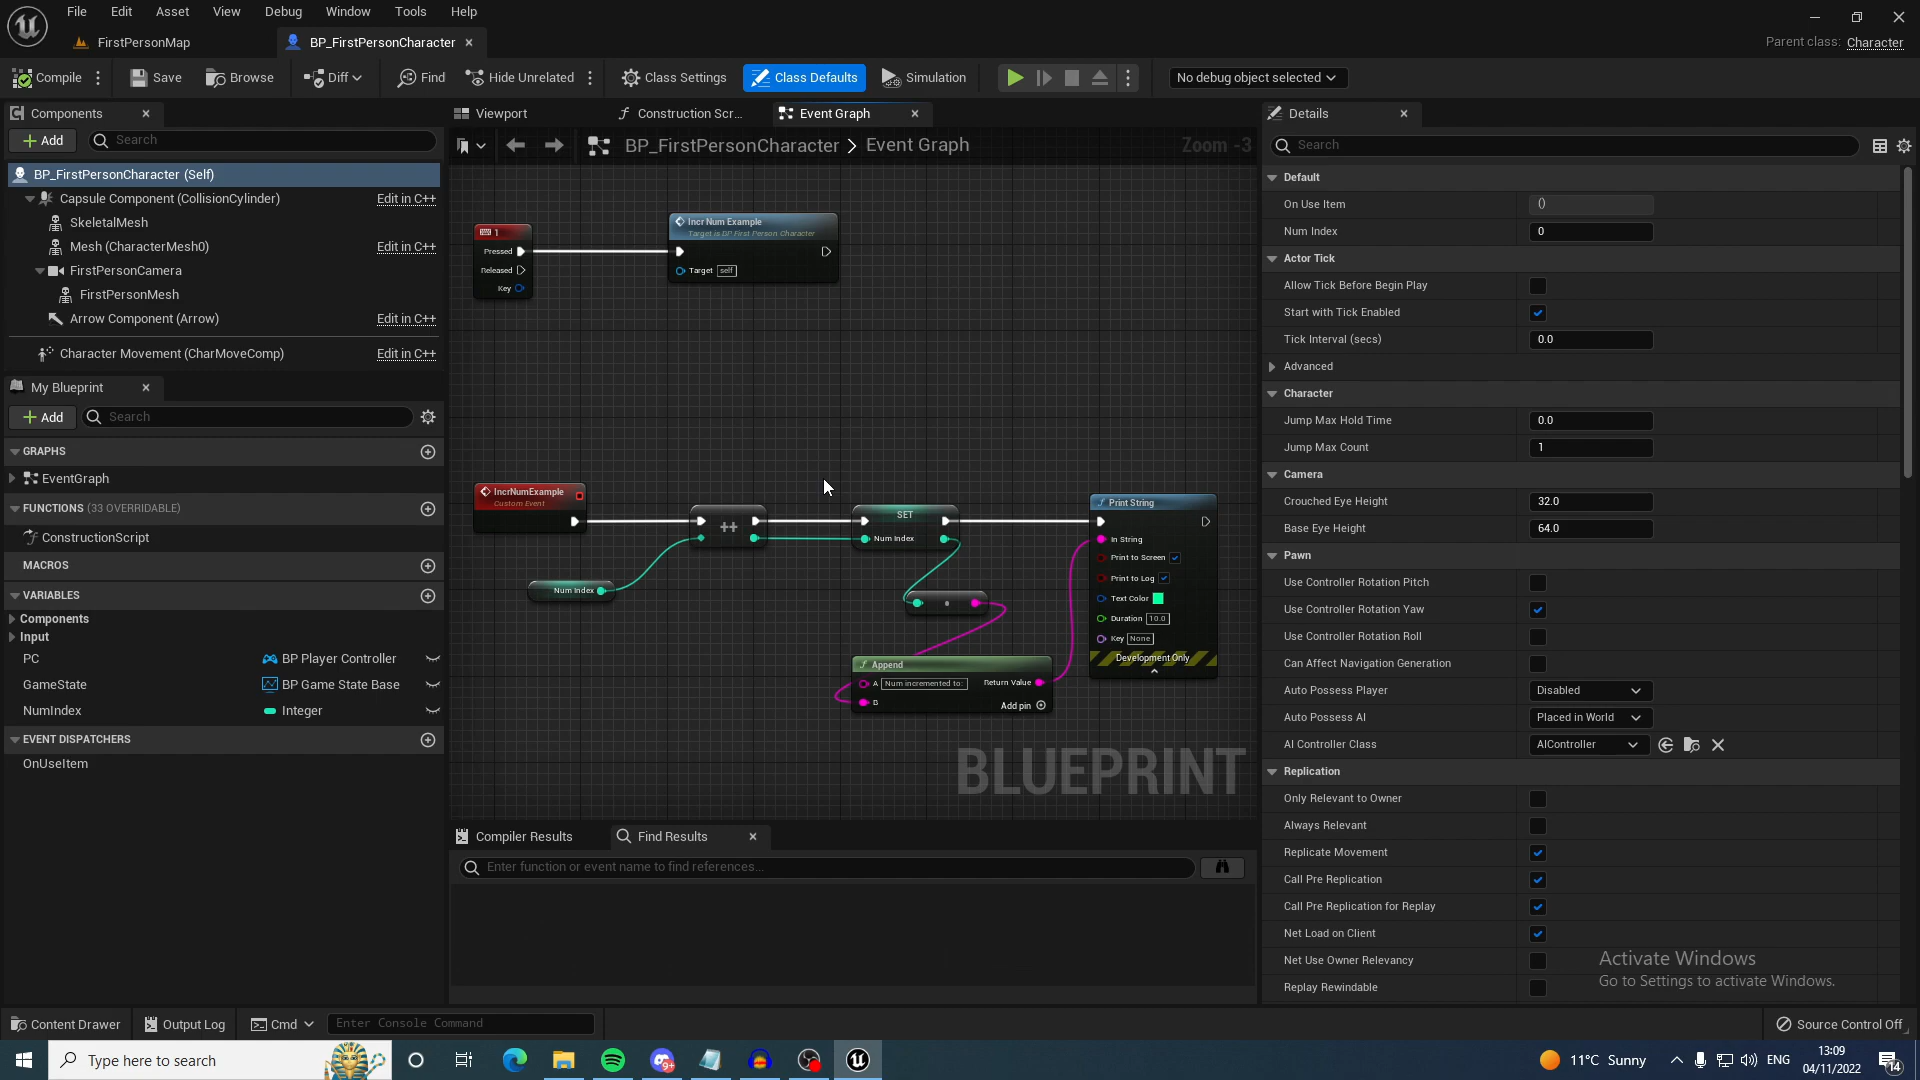 File Edit Asset View Debug Window Tools Help
FirstPersonMap
BP_FirstPersonCharacter
Parent class: Character
Compile Save Browse Diff Find Hide Unrelated Class Settings Class Defaults Simulation No debug object selected
Components
Add Search
BP_FirstPersonCharacter (Self)
Capsule Component (CollisionCylinder) Edit in C++
SkeletalMesh
Mesh (CharacterMesh0) Edit in C++
FirstPersonCamera
FirstPersonMesh
Arrow Component (Arrow) Edit in C++
Character Movement (CharMoveComp) Edit in C++
My Blueprint
Add Search
GRAPHS
EventGraph
FUNCTIONS (33 OVERRIDABLE)
ConstructionScript
MACROS
VARIABLES
Components
Input
PC BP Player Controller
GameState BP Game State Base
NumIndex Integer
EVENT DISPATCHERS
OnUseItem
Viewport Construction Scr... Event Graph
BP_FirstPersonCharacter > Event Graph
Zoom -3
1
Pressed
Released
Key
Incr Num Example
Target is BP First Person Character
Target self
IncrNumExample
Custom Event
++
SET
Num Index
Num Index
Print String
In String
Print to Screen
Print to Log
Text Color
Duration 10.0
Key None
Development Only
Append
A Num incremented to: Return Value
B Add pin
BLUEPRINT
Compiler Results Find Results
Enter function or event name to find references...
Details
Search
Default
On Use Item ()
Num Index 0
Actor Tick
Allow Tick Before Begin Play
Start with Tick Enabled
Tick Interval (secs) 0.0
Advanced
Character
Jump Max Hold Time 0.0
Jump Max Count 1
Camera
Crouched Eye Height 32.0
Base Eye Height 64.0
Pawn
Use Controller Rotation Pitch
Use Controller Rotation Yaw
Use Controller Rotation Roll
Can Affect Navigation Generation
Auto Possess Player Disabled
Auto Possess AI Placed in World
AI Controller Class AIController
Replication
Only Relevant to Owner
Always Relevant
Replicate Movement
Call Pre Replication
Call Pre Replication for Replay
Net Load on Client
Net Use Owner Relevancy
Replay Rewindable
Activate Windows
Go to Settings to activate Windows.
Content Drawer Output Log Cmd Enter Console Command Source Control Off
Type here to search
9+
11°C Sunny
ENG
13:09
04/11/2022
14